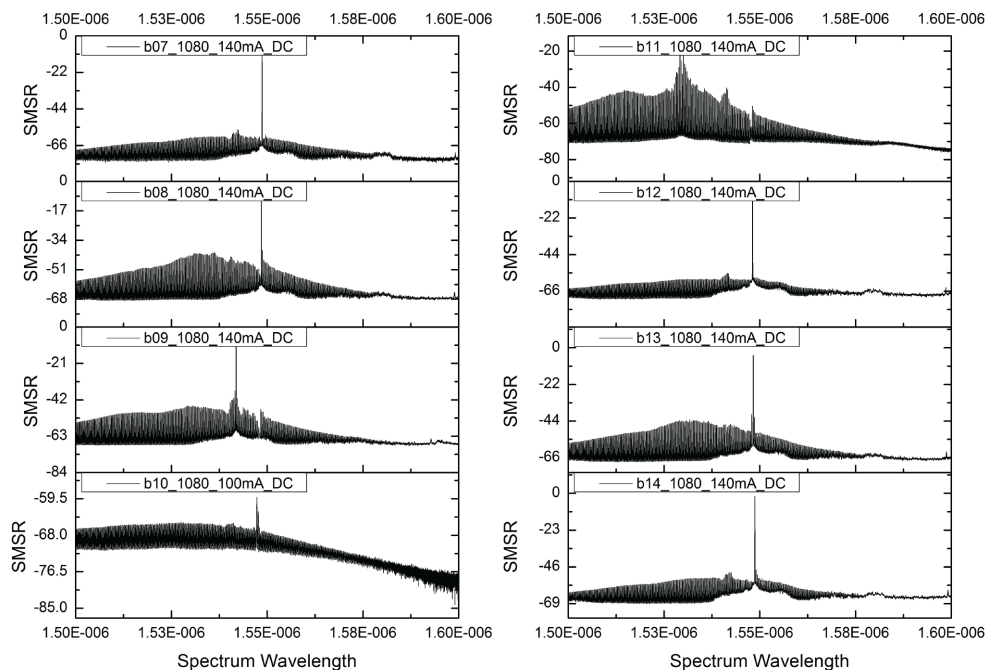 1.50E-006 1.53E-006 1.55E-006 1.58E-006 1.60E-006
0
b07_1080_140mA_DC
-22
-44
-66
SMSR
0
b08_1080_140mA_DC
-17
-34
-51
-68
SMSR
0
b09_1080_140mA_DC
-21
-42
-63
-84
SMSR
b10_1080_100mA_DC
-59.5
-68.0
-76.5
-85.0
SMSR
1.50E-006 1.53E-006 1.55E-006 1.58E-006 1.60E-006
Spectrum Wavelength
1.50E-006 1.53E-006 1.55E-006 1.58E-006 1.60E-006
b11_1080_140mA_DC
-20
-40
-60
-80
SMSR
0
b12_1080_140mA_DC
-22
-44
-66
SMSR
b13_1080_140mA_DC
0
-22
-44
-66
SMSR
b14_1080_140mA_DC
0
-23
-46
-69
SMSR
1.50E-006 1.53E-006 1.55E-006 1.58E-006 1.60E-006
Spectrum Wavelength